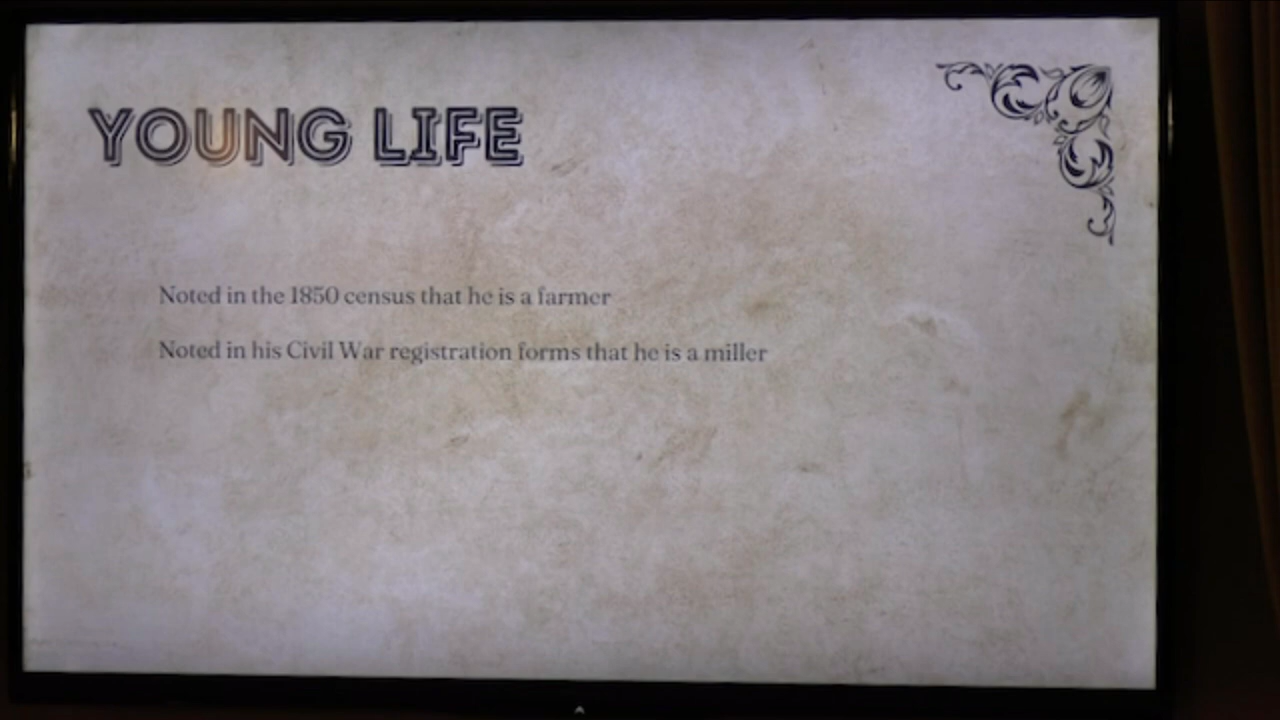 YOUNG LIFE
Noted in the 1850 census that he is a farmer
Noted in his Civil War registration forms that he is a miller